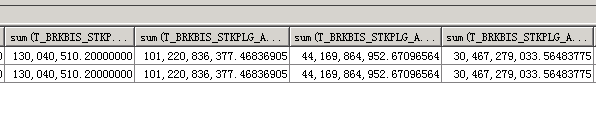 sum(T_BRKBIS_STKP... sum(T_BRKBIS_STKPLG_A... sum(T_BRKBIS_STKPLG_A... sum(T_BRKBIS_STKPLG_A...
130,040,510.20000000 101,220,836,377.46836905 44,169,864,952.67096564 30,467,279,033.56483775
130,040,510.20000000 101,220,836,377.46836905 44,169,864,952.67096564 30,467,279,033.56483775